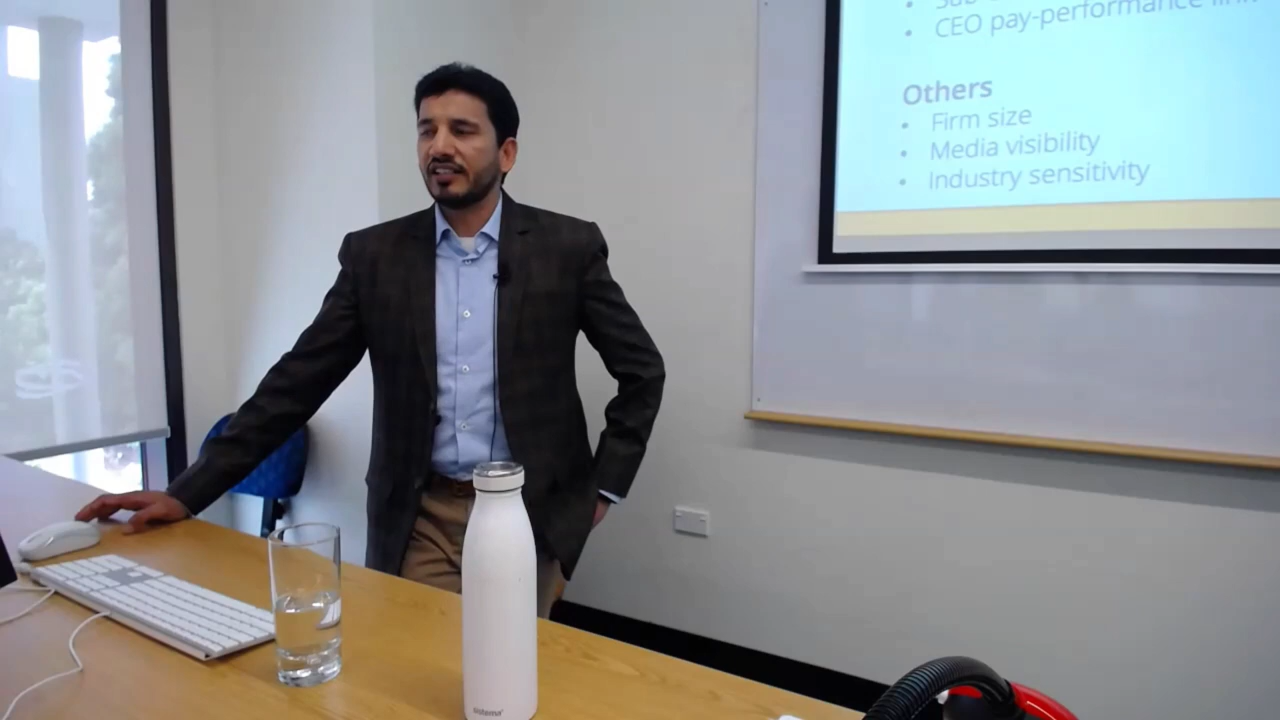 CEO pay-performance link
Others
• Firm size
• Media visibility
• Industry sensitivity
sistema